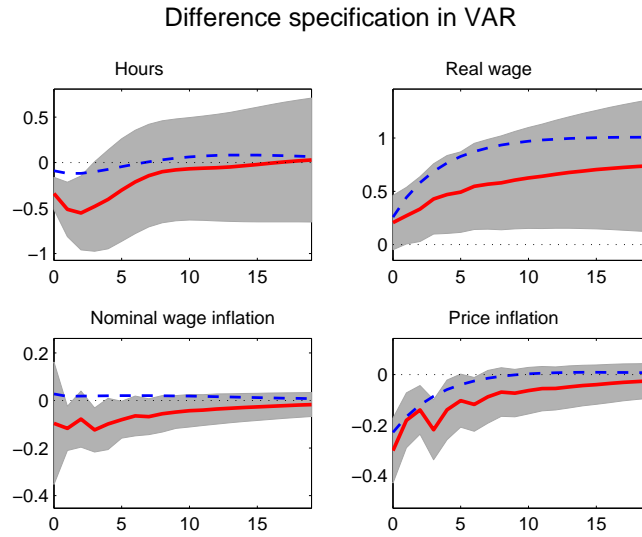 Difference specification in VAR
Hours
Real wage
0.5
0
−0.5
−1
0 5 10 15
1
0.5
0
0 5 10 15
Nominal wage inflation
Price inflation
0.2
0
−0.2
−0.4
0 5 10 15
0
−0.2
−0.4
0 5 10 15